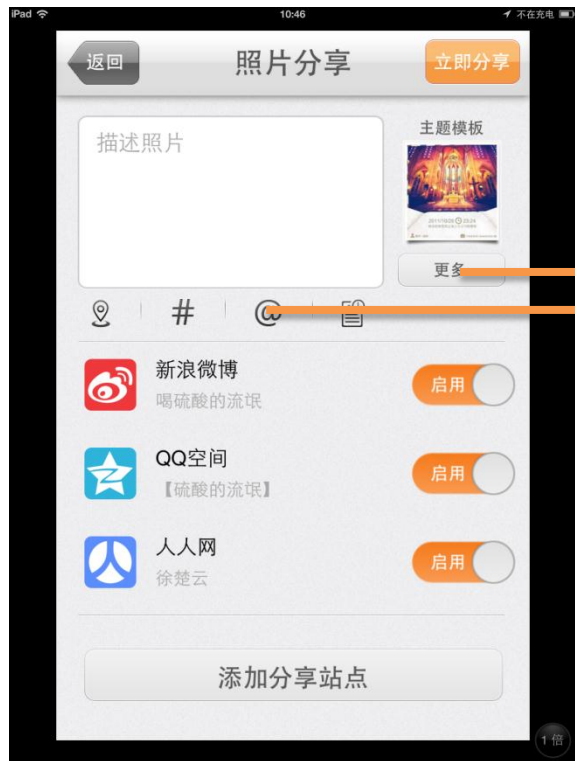 iPad 10:46 不在充电
返回 照片分享 立即分享
描述照片
主题模板
更多
# @
新浪微博
喝硫酸的流氓
启用
QQ空间
【硫酸的流氓】
启用
人人网
徐楚云
启用
添加分享站点
1倍